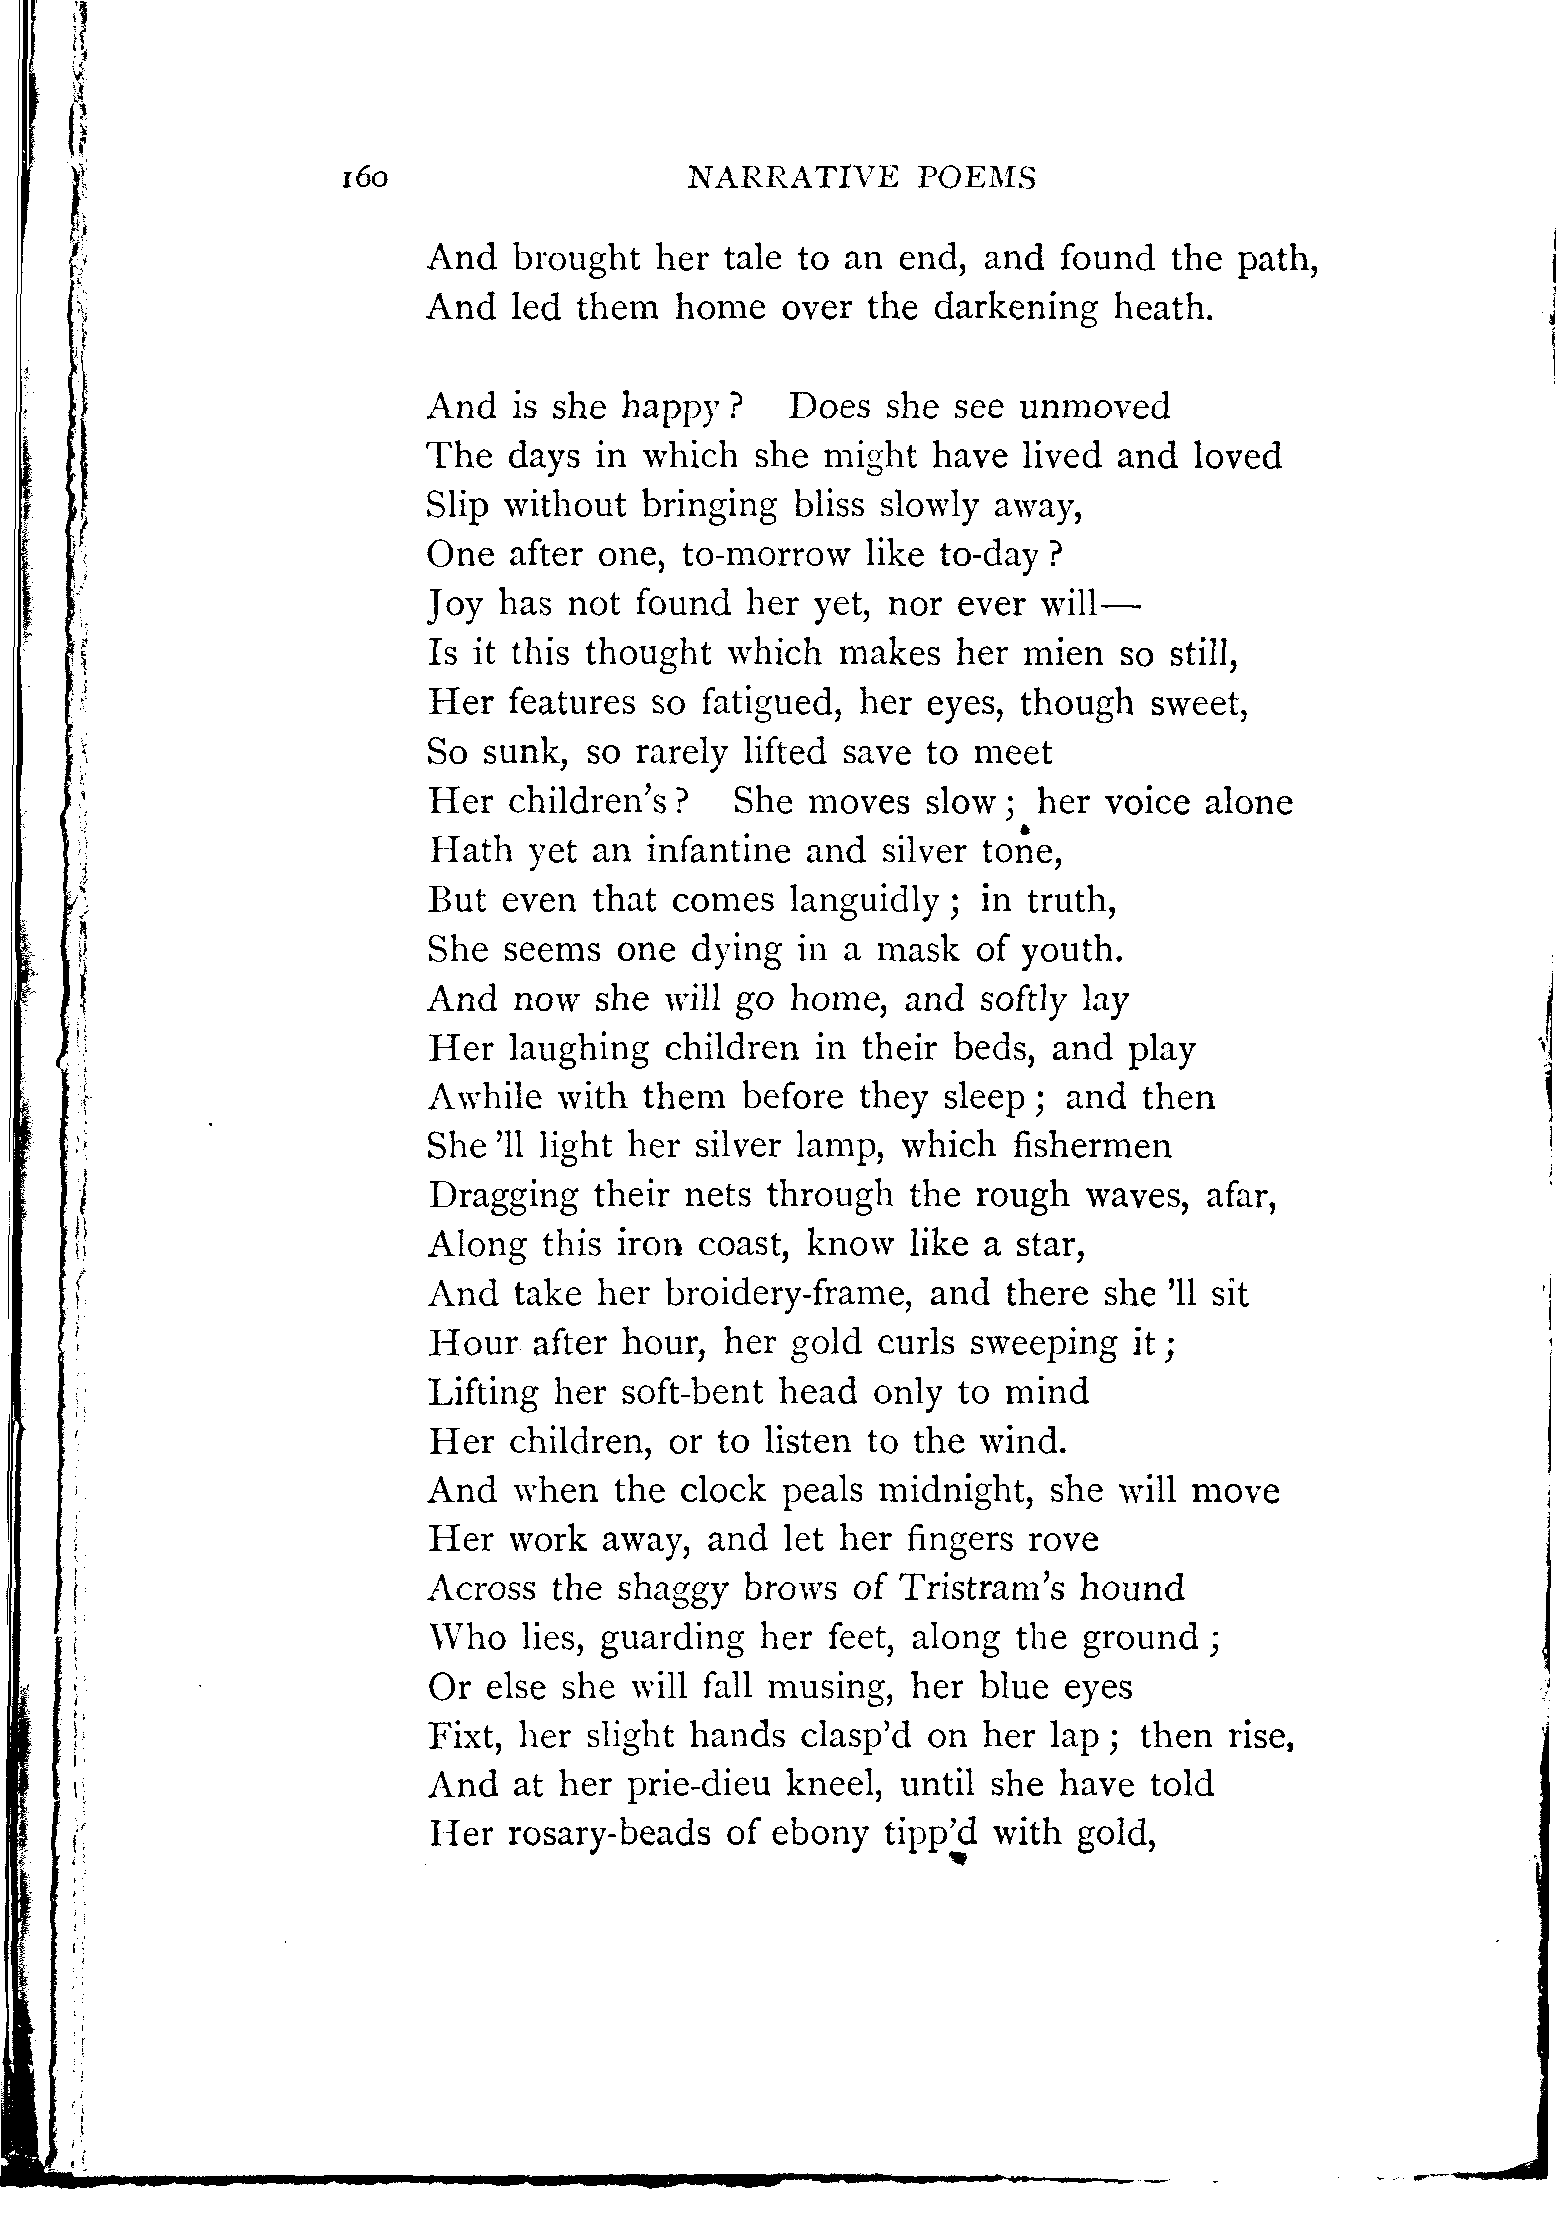 160 NARRATIVE POEMS
And brought her tale to an end, and found the path,
And led them home over the darkening heath.

And is she happy? Does she see unmoved
The days in which she might have lived and loved
Slip without bringing bliss slowly away,
One after one, to-morrow like to-day?
Joy has not found her yet, nor ever will—
Is it this thought which makes her mien so still,
Her features so fatigued, her eyes, though sweet,
So sunk, so rarely lifted save to meet
Her children's? She moves slow; her voice alone
Hath yet an infantine and silver tone,
But even that comes languidly; in truth,
She seems one dying in a mask of youth.
And now she will go home, and softly lay
Her laughing children in their beds, and play
Awhile with them before they sleep; and then
She 'll light her silver lamp, which fishermen
Dragging their nets through the rough waves, afar,
Along this iron coast, know like a star,
And take her broidery-frame, and there she 'll sit
Hour after hour, her gold curls sweeping it;
Lifting her soft-bent head only to mind
Her children, or to listen to the wind.
And when the clock peals midnight, she will move
Her work away, and let her fingers rove
Across the shaggy brows of Tristram's hound
Who lies, guarding her feet, along the ground;
Or else she will fall musing, her blue eyes
Fixt, her slight hands clasp'd on her lap; then rise,
And at her prie-dieu kneel, until she have told
Her rosary-beads of ebony tipp'd with gold,